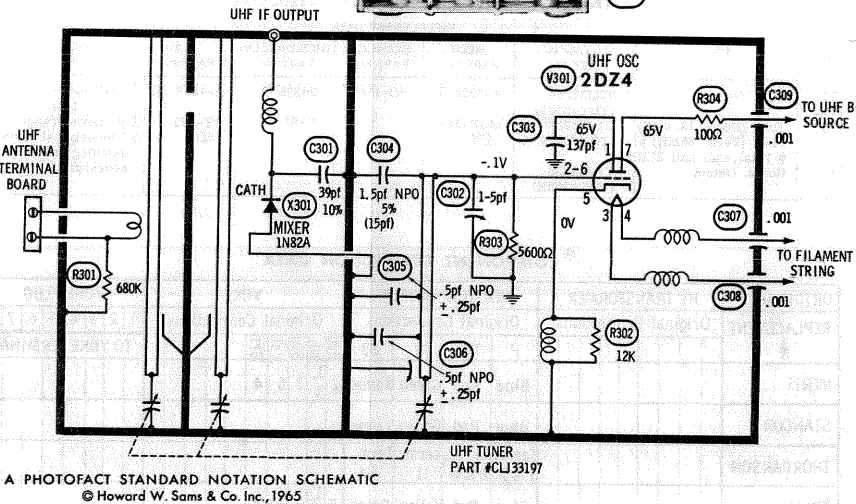 UHF IF OUTPUT
UHF OSC
V301 2DZ4
R304
100Ω
C309
.001
TO UHF B
SOURCE
C303
65V
137pf
65V
1 7
UHF
ANTENNA
TERMINAL
BOARD
C301
39pf
10%
C304
1.5pf NPO
5%
(15pf)
-.1V
2-6
C302
1-5pf
5
0V
3 4
CATH
X301
MIXER
1N82A
R303
5600Ω
C307
.001
TO FILAMENT
STRING
C308
.001
R301
680K
C305
.5pf NPO
± .25pf
C306
.5pf NPO
± .25pf
R302
12K
UHF TUNER
PART #CLJ33197
A PHOTOFACT STANDARD NOTATION SCHEMATIC
© Howard W. Sams & Co. Inc., 1965